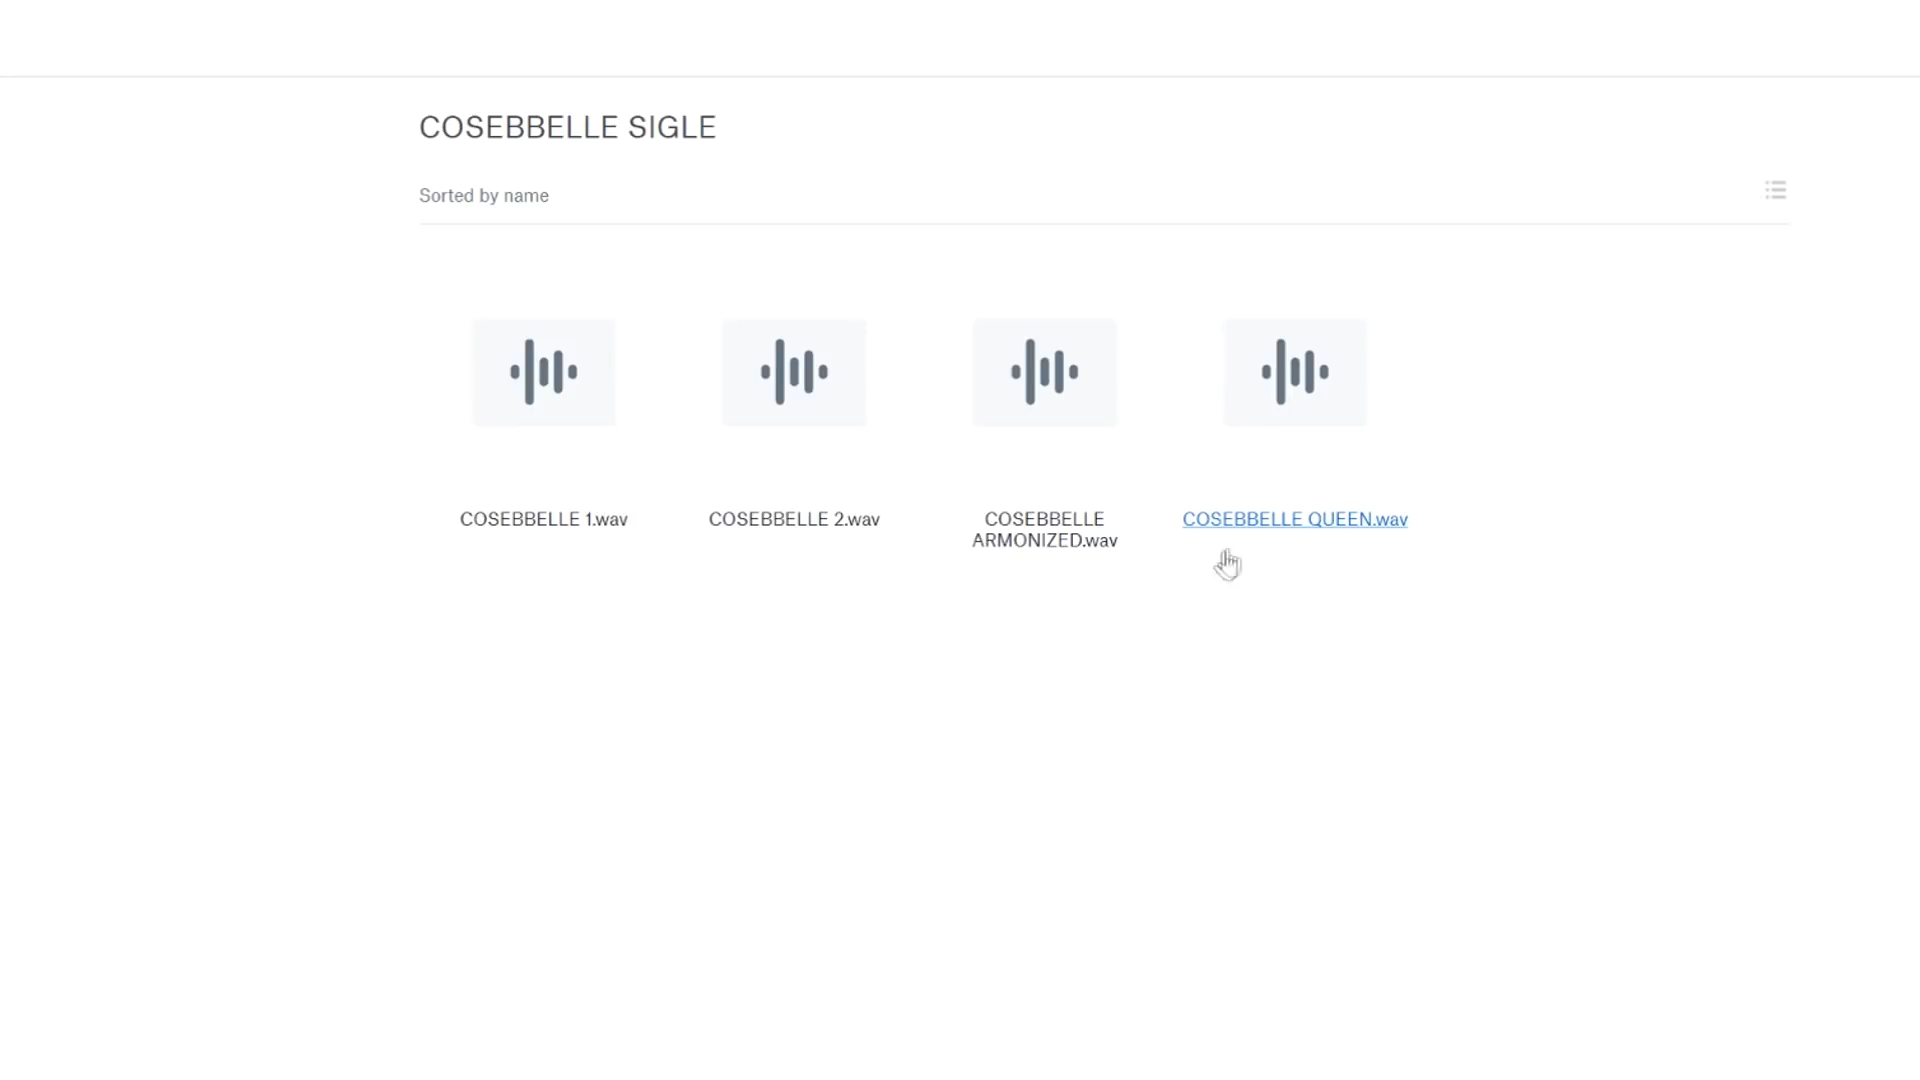 COSEBBELLE SIGLE
Sorted by name
COSEBBELLE 1.wav
COSEBBELLE 2.wav
COSEBBELLE
ARMONIZED.wav
COSEBBELLE QUEEN.wav